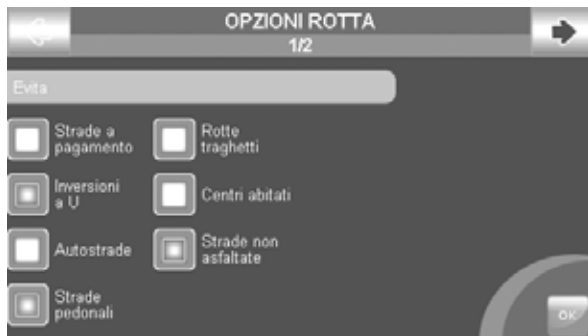 OPZIONI ROTTA
1/2
Evita
Strade a
pagamento
Rotte
traghetti
Inversioni
a U
Centri abitati
Autostrade
Strade non
asfaltate
Strade
pedonali
OK